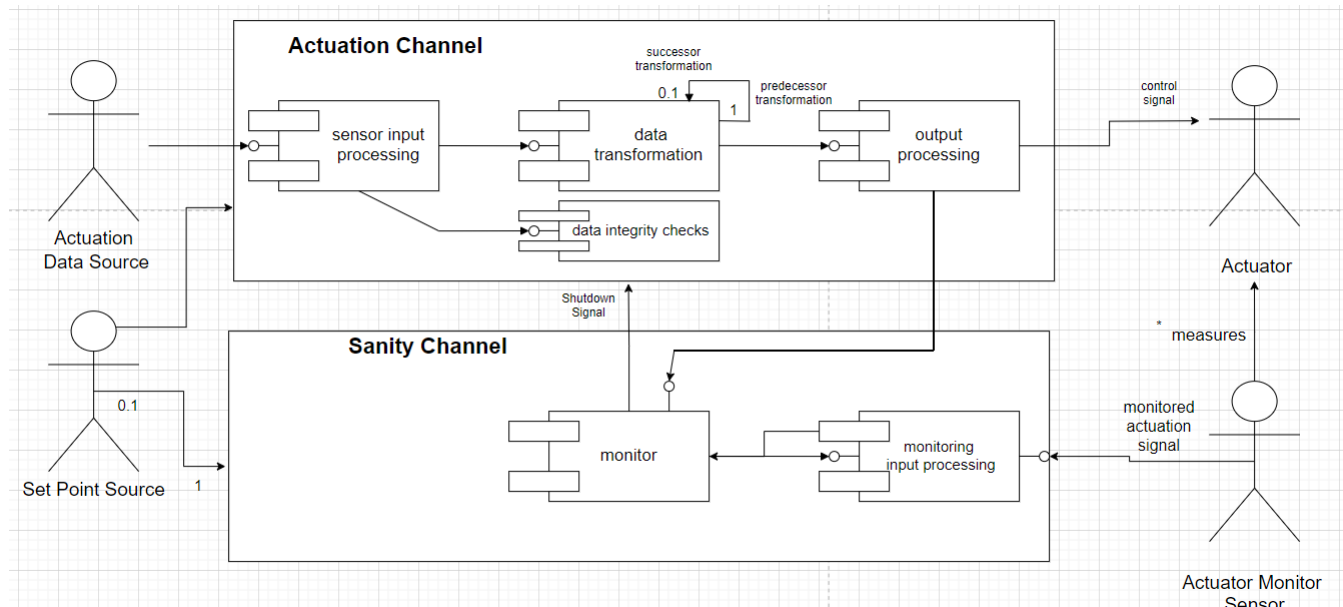 Actuation Channel
successor
transformation
0.1
predecessor
transformation
1
control
signal
sensor input
processing
data
transformation
output
processing
data integrity checks
Actuation
Data Source
Actuator
Shutdown
Signal
*
measures
Sanity Channel
0.1
monitored
actuation
signal
monitor
monitoring
input processing
Set Point Source
1
Actuator Monitor
Sensor